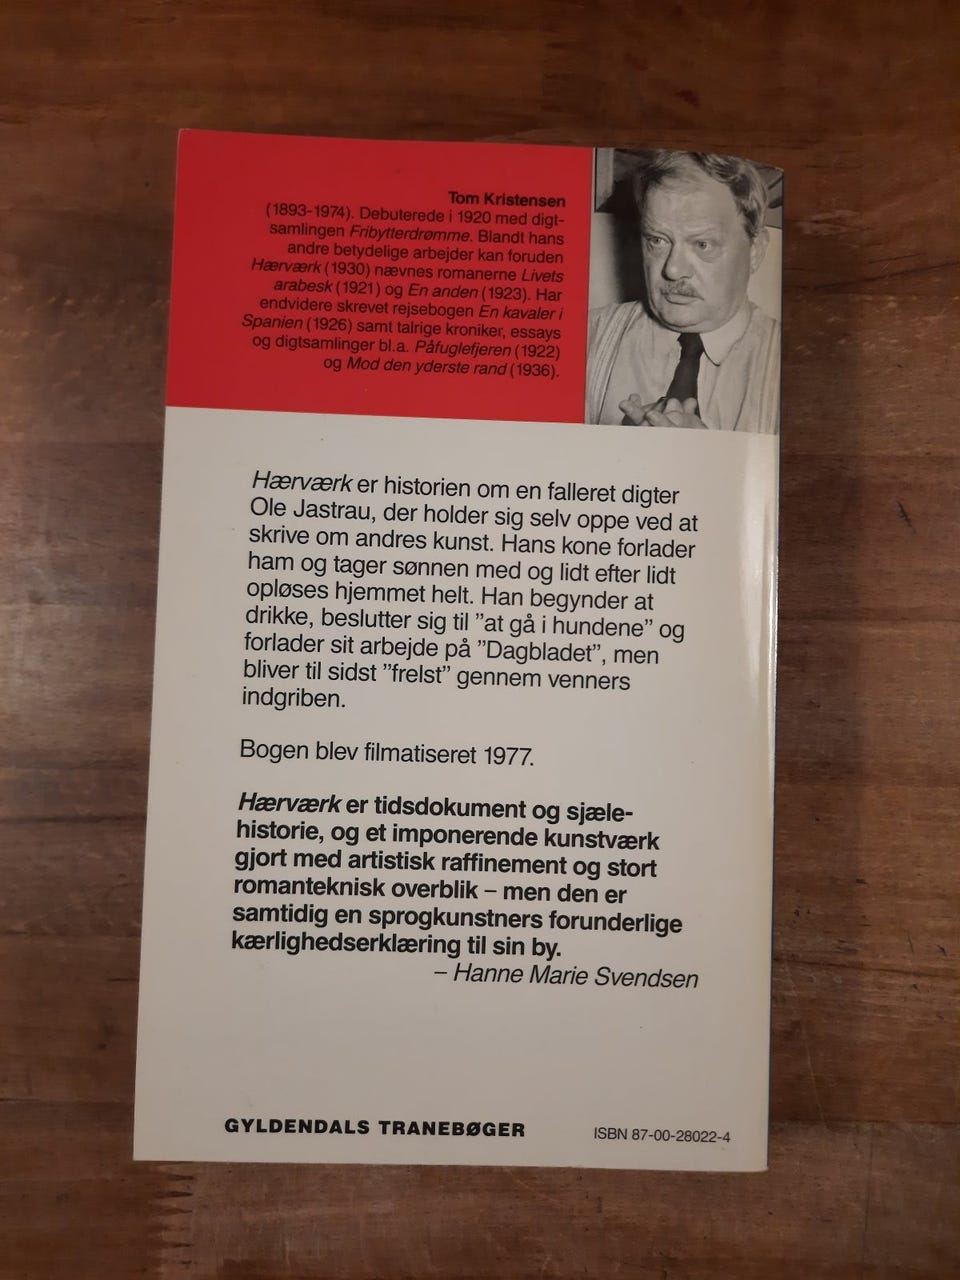 Tom Kristensen
(1893-1974). Debuterede i 1920 med digt-
samlingen Fribytterdrømme. Blandt hans
andre betydelige arbejder kan foruden
Hærværk (1930) nævnes romanerne Livets
arabesk (1921) og En anden (1923). Har
endvidere skrevet rejsebogen En kavaler i
Spanien (1926) samt talrige kroniker, essays
og digtsamlinger bl.a. Påfuglefjeren (1922)
og Mod den yderste rand (1936).
Hærværk er historien om en falleret digter
Ole Jastrau, der holder sig selv oppe ved at
skrive om andres kunst. Hans kone forlader
ham og tager sønnen med og lidt efter lidt
opløses hjemmet helt. Han begynder at
drikke, beslutter sig til ”at gå i hundene” og
forlader sit arbejde på ”Dagbladet”, men
bliver til sidst ”frelst” gennem venners
indgriben.
Bogen blev filmatiseret 1977.
Hærværk er tidsdokument og sjæle-
historie, og et imponerende kunstværk
gjort med artistisk raffinement og stort
romanteknisk overblik – men den er
samtidig en sprogkunstners forunderlige
kærlighedserklæring til sin by.
– Hanne Marie Svendsen
GYLDENDALS TRANEBØGER
ISBN 87-00-28022-4